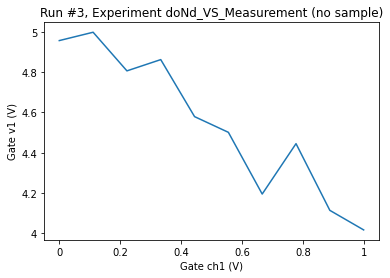 Run #3, Experiment doNd_VS_Measurement (no sample)
5
4.8
4.6
4.4
4.2
4
Gate v1 (V)
0 0.2 0.4 0.6 0.8 1
Gate ch1 (V)